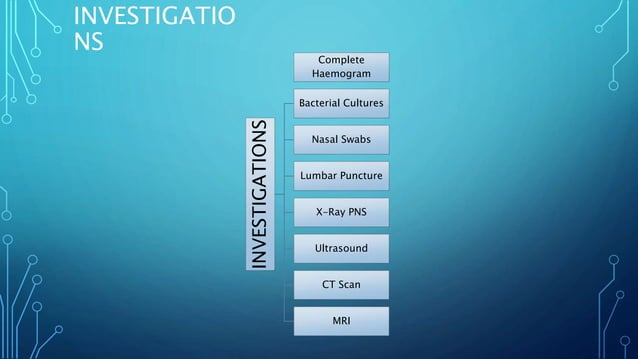 INVESTIGATIO
NS
INVESTIGATIONS
Complete
Haemogram
Bacterial Cultures
Nasal Swabs
Lumbar Puncture
X-Ray PNS
Ultrasound
CT Scan
MRI